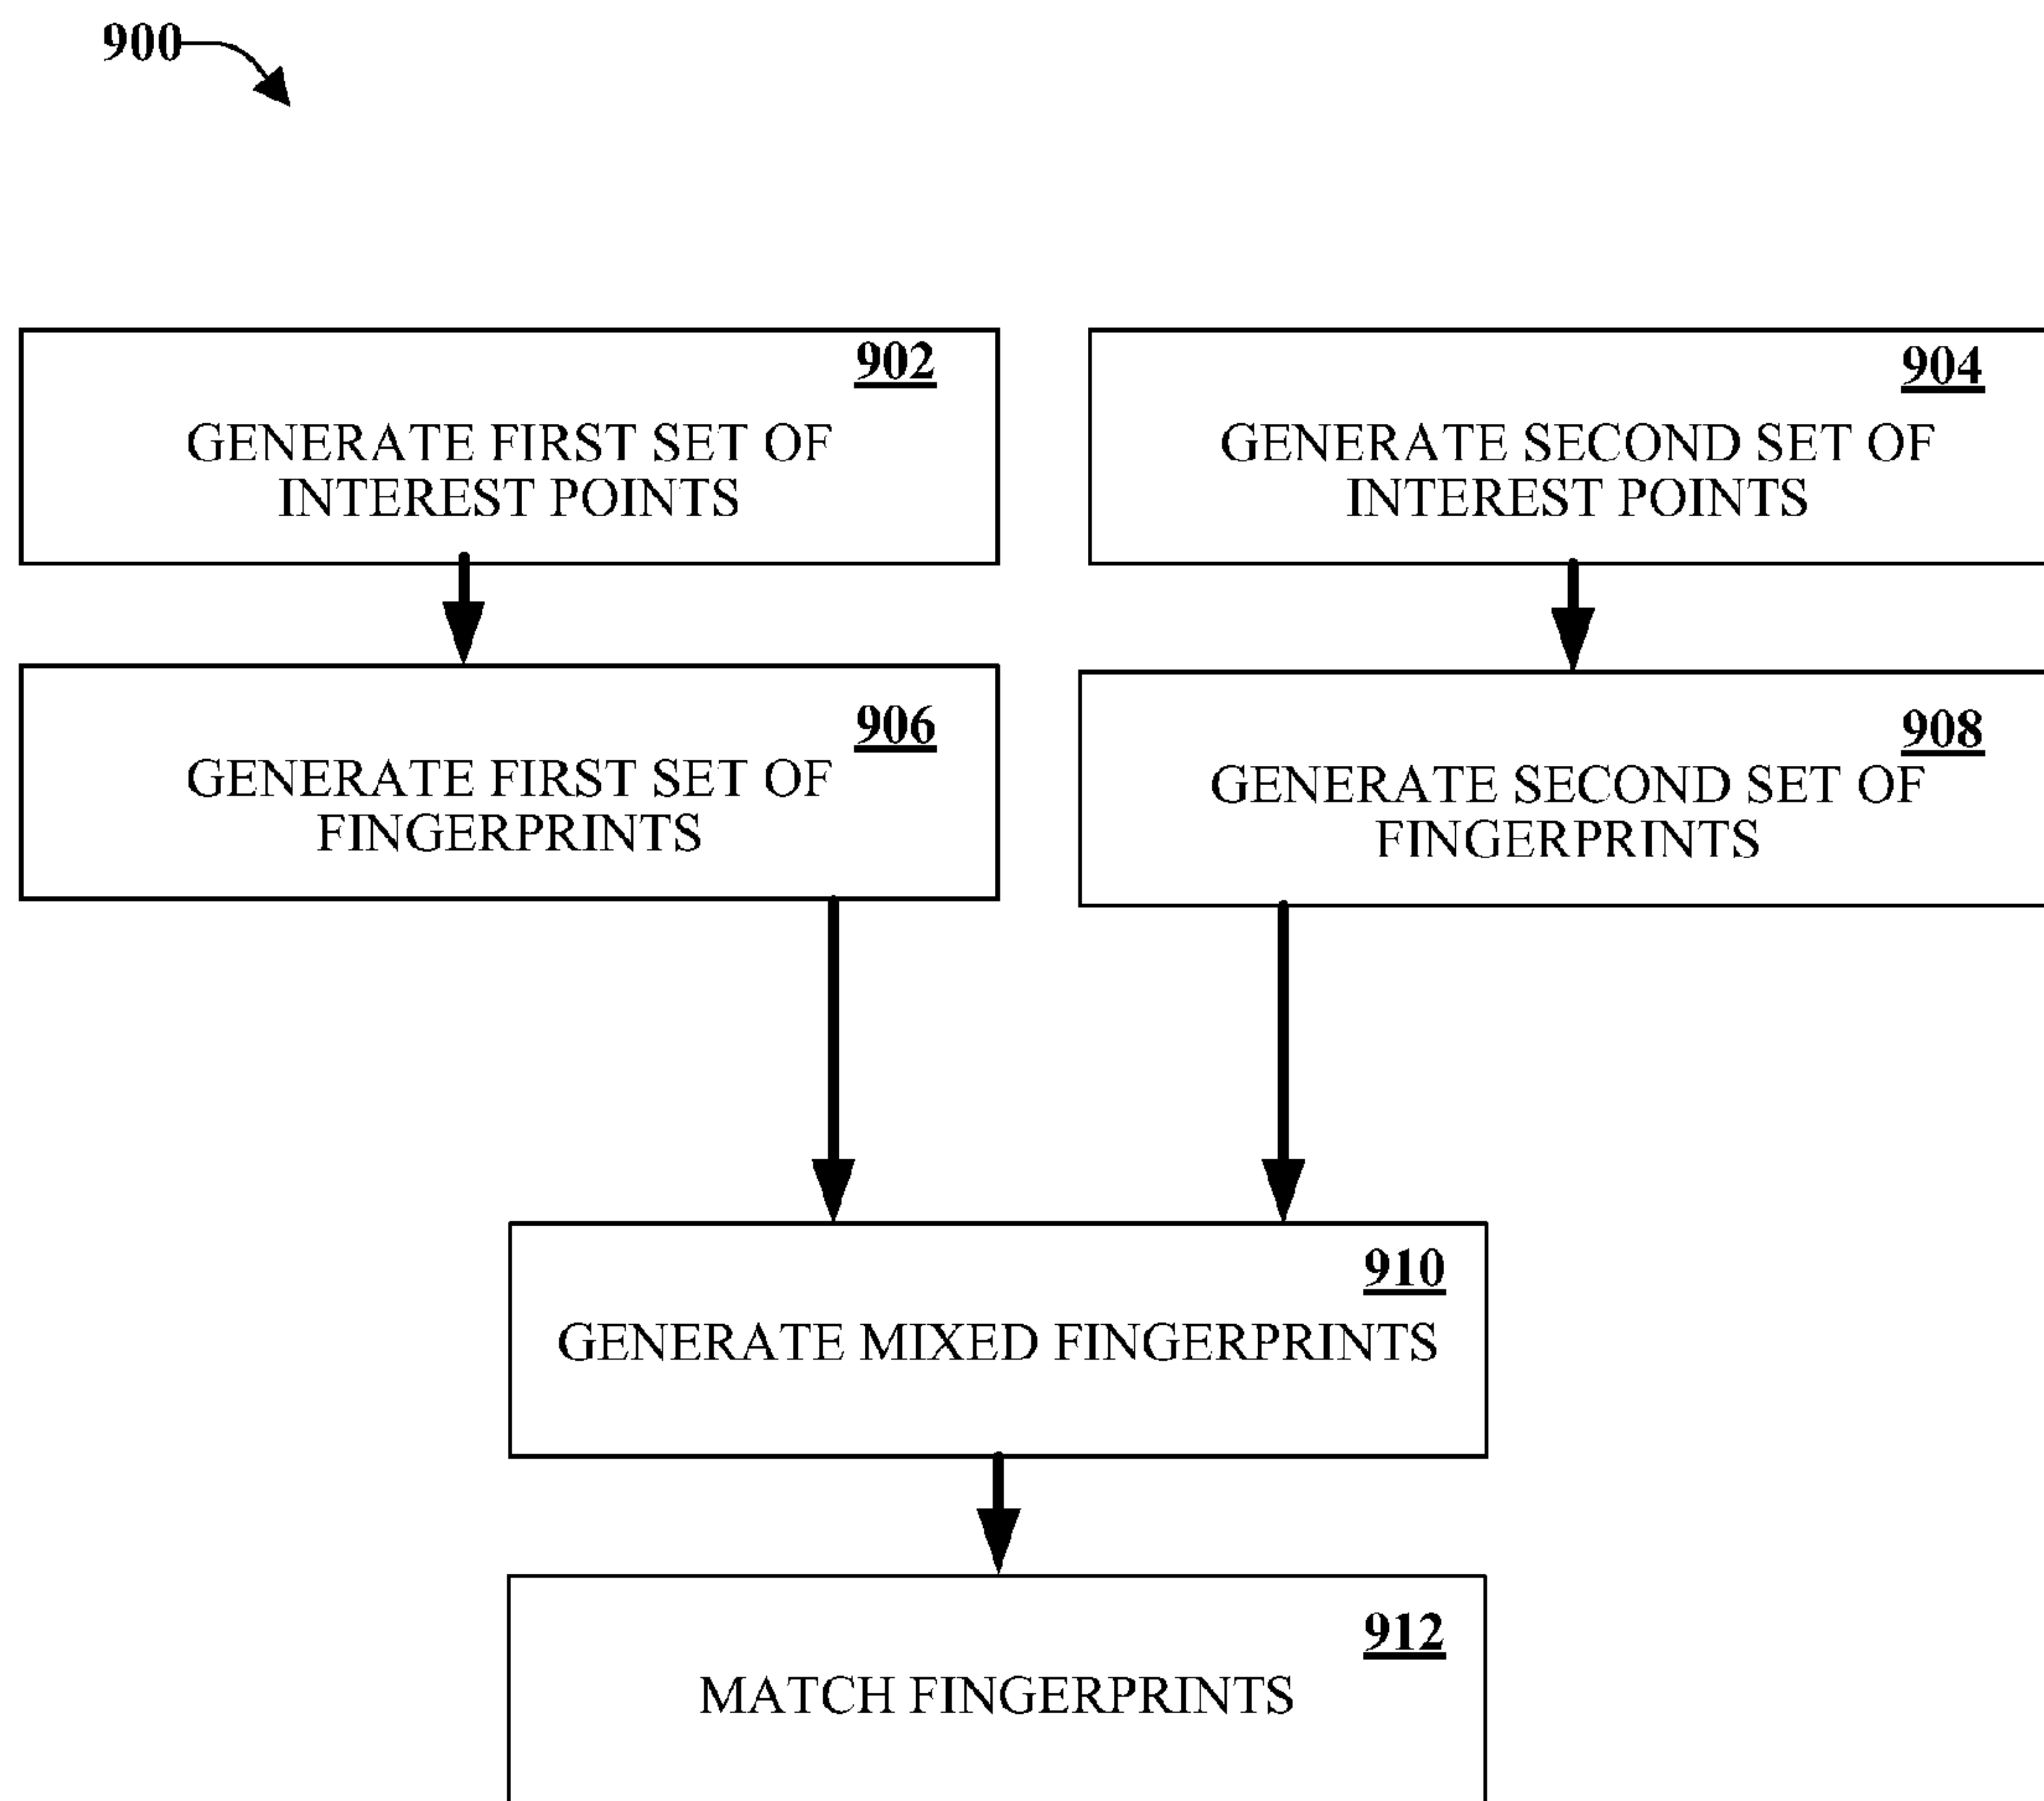 900
902
GENERATE FIRST SET OF
INTEREST POINTS
904
GENERATE SECOND SET OF
INTEREST POINTS
906
GENERATE FIRST SET OF
FINGERPRINTS
908
GENERATE SECOND SET OF
FINGERPRINTS
910
GENERATE MIXED FINGERPRINTS
912
MATCH FINGERPRINTS